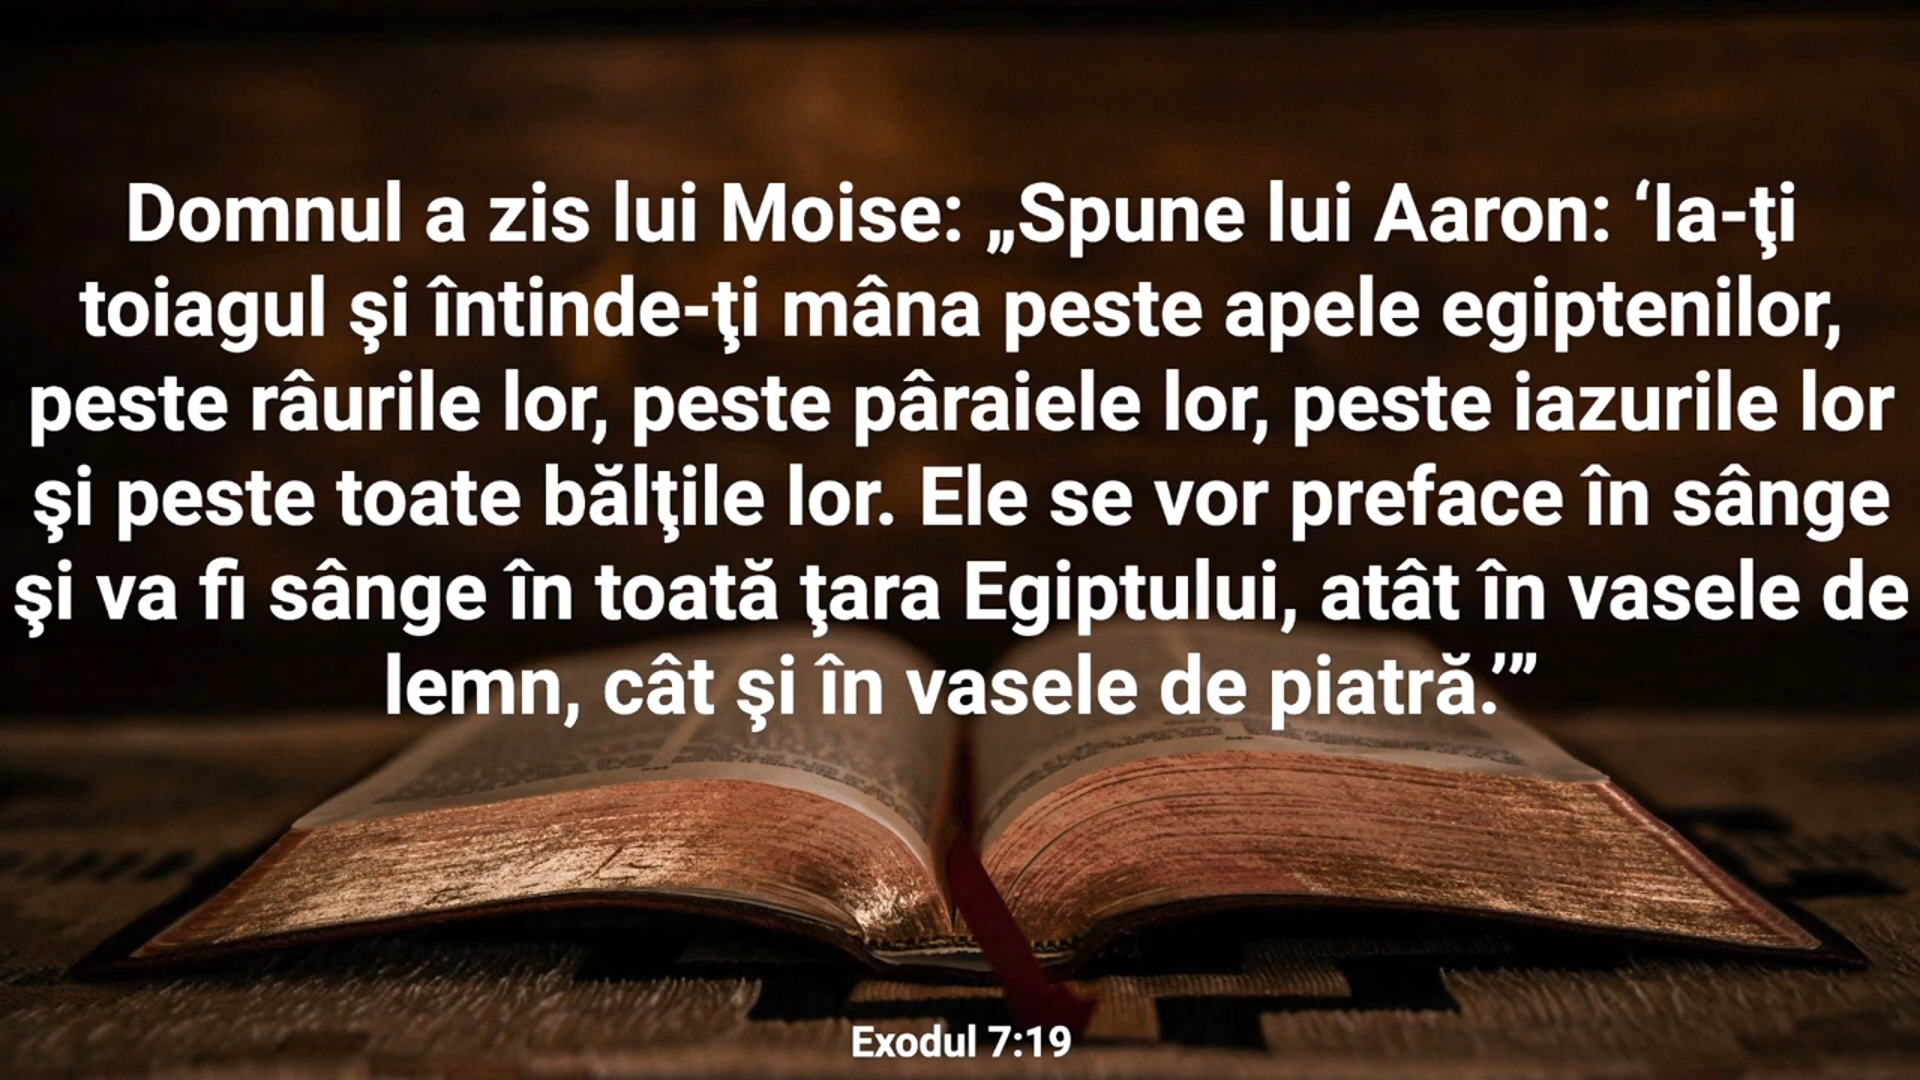 Domnul a zis lui Moise: „Spune lui Aaron: ‘Ia-ţi
toiagul şi întinde-ţi mâna peste apele egiptenilor,
peste râurile lor, peste pâraiele lor, peste iazurile lor
şi peste toate bălţile lor. Ele se vor preface în sânge
şi va fi sânge în toată ţara Egiptului, atât în vasele de
lemn, cât şi în vasele de piatră.’”
Exodul 7:19